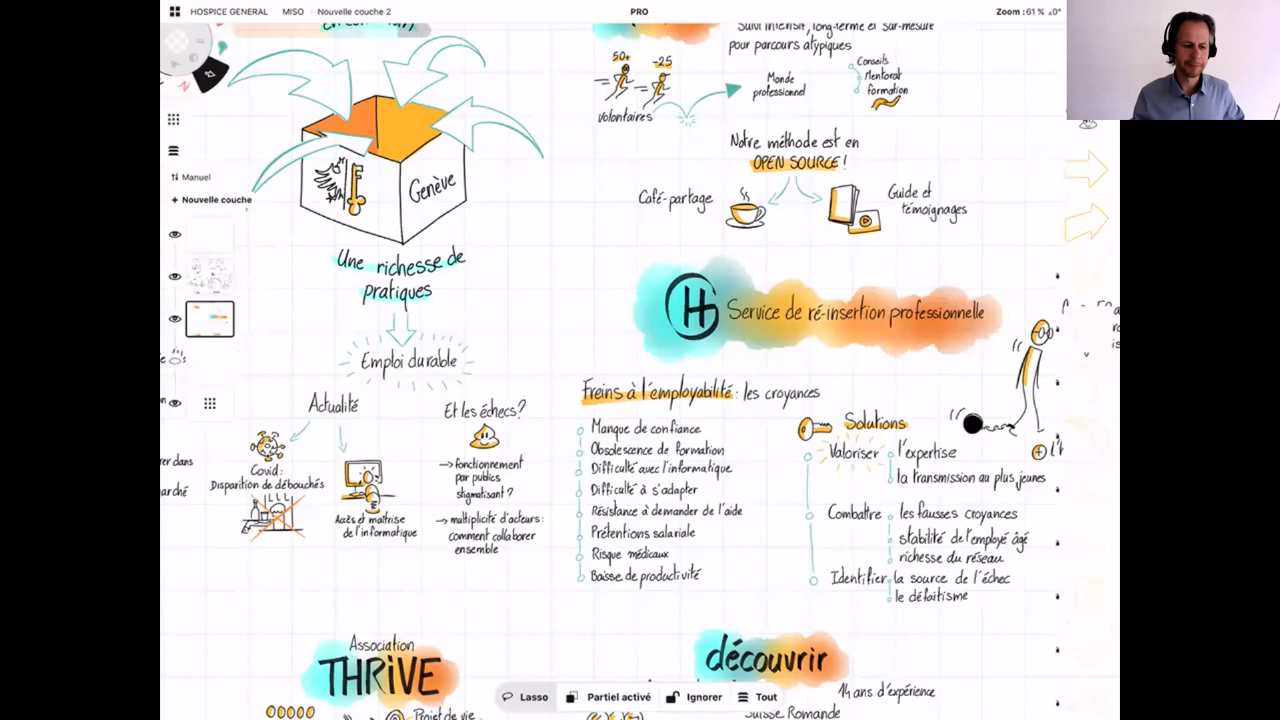 HOSPICE GENERAL MISO Nouvelle couche 2
PRO
Zoom : 61 % 0°
Suivi intensif, long-terme et sur-mesure
pour parcours atypiques
50+
-25
volontaires
Monde
professionnel
Conseils
Mentorat
formation
Manuel
+ Nouvelle couche
Genève
Une richesse de
pratiques
Notre méthode est en
OPEN SOURCE !
Café-partage
Guide et
témoignages
H Service de ré-insertion professionnelle
Emploi durable
Actualité
Et les échecs ?
Covid :
Disparition de débouchés
Accès et maîtrise
de l'informatique
→ fonctionnement
par publics
stigmatisant ?
→ multiplicité d'acteurs :
comment collaborer
ensemble
Freins à l'employabilité : les croyances
Manque de confiance
Obsolescence de formation
Difficulté avec l'informatique
Difficulté à s'adapter
Résistance à demander de l'aide
Prétentions salariale
Risque médicaux
Baisse de productivité
Solutions
Valoriser l'expertise
la transmission au plus jeunes
Combattre les fausses croyances
stabilité de l'employé âgé
richesse du réseau
Identifier la source de l'échec
le défaitisme
Association
THRIVE
Projet de vie
découvrir
14 ans d'expérience
Suisse Romande
Lasso Partiel activé Ignorer Tout